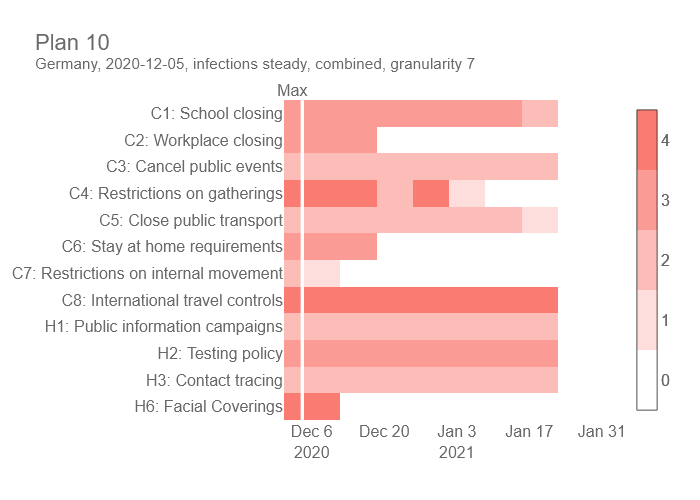 Plan 10
Germany, 2020-12-05, infections steady, combined, granularity 7
Max
C1: School closing
C2: Workplace closing
C3: Cancel public events
C4: Restrictions on gatherings
C5: Close public transport
C6: Stay at home requirements
C7: Restrictions on internal movement
C8: International travel controls
H1: Public information campaigns
H2: Testing policy
H3: Contact tracing
H6: Facial Coverings
Dec 6 Dec 20 Jan 3 Jan 17 Jan 31
2020 2021
4
3
2
1
0